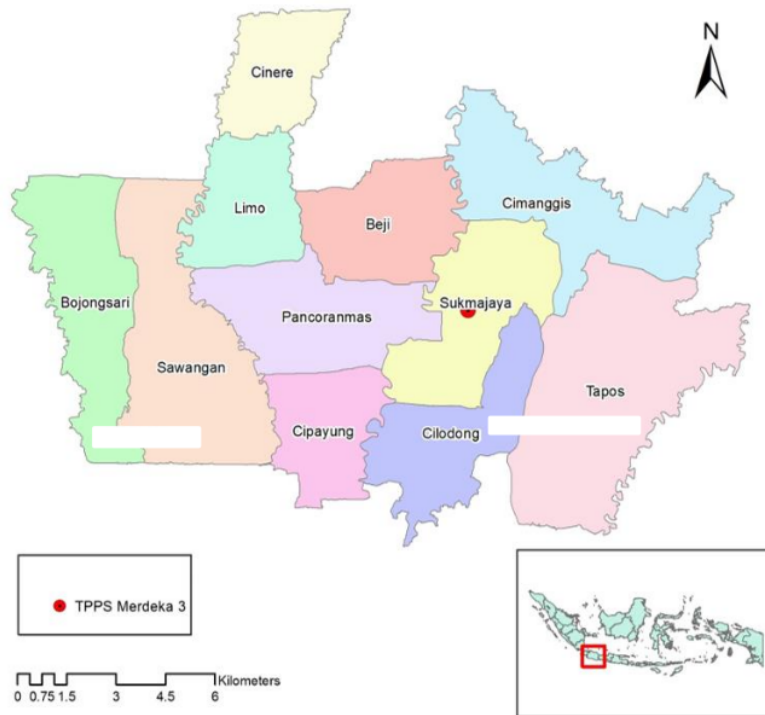 N
Cinere
Limo
Beji
Cimanggis
Bojongsari
Sawangan
Pancoranmas
Sukmajaya
Cipayung
Cilodong
Tapos
TPPS Merdeka 3
Kilometers
0 0.75 1.5 3 4.5 6